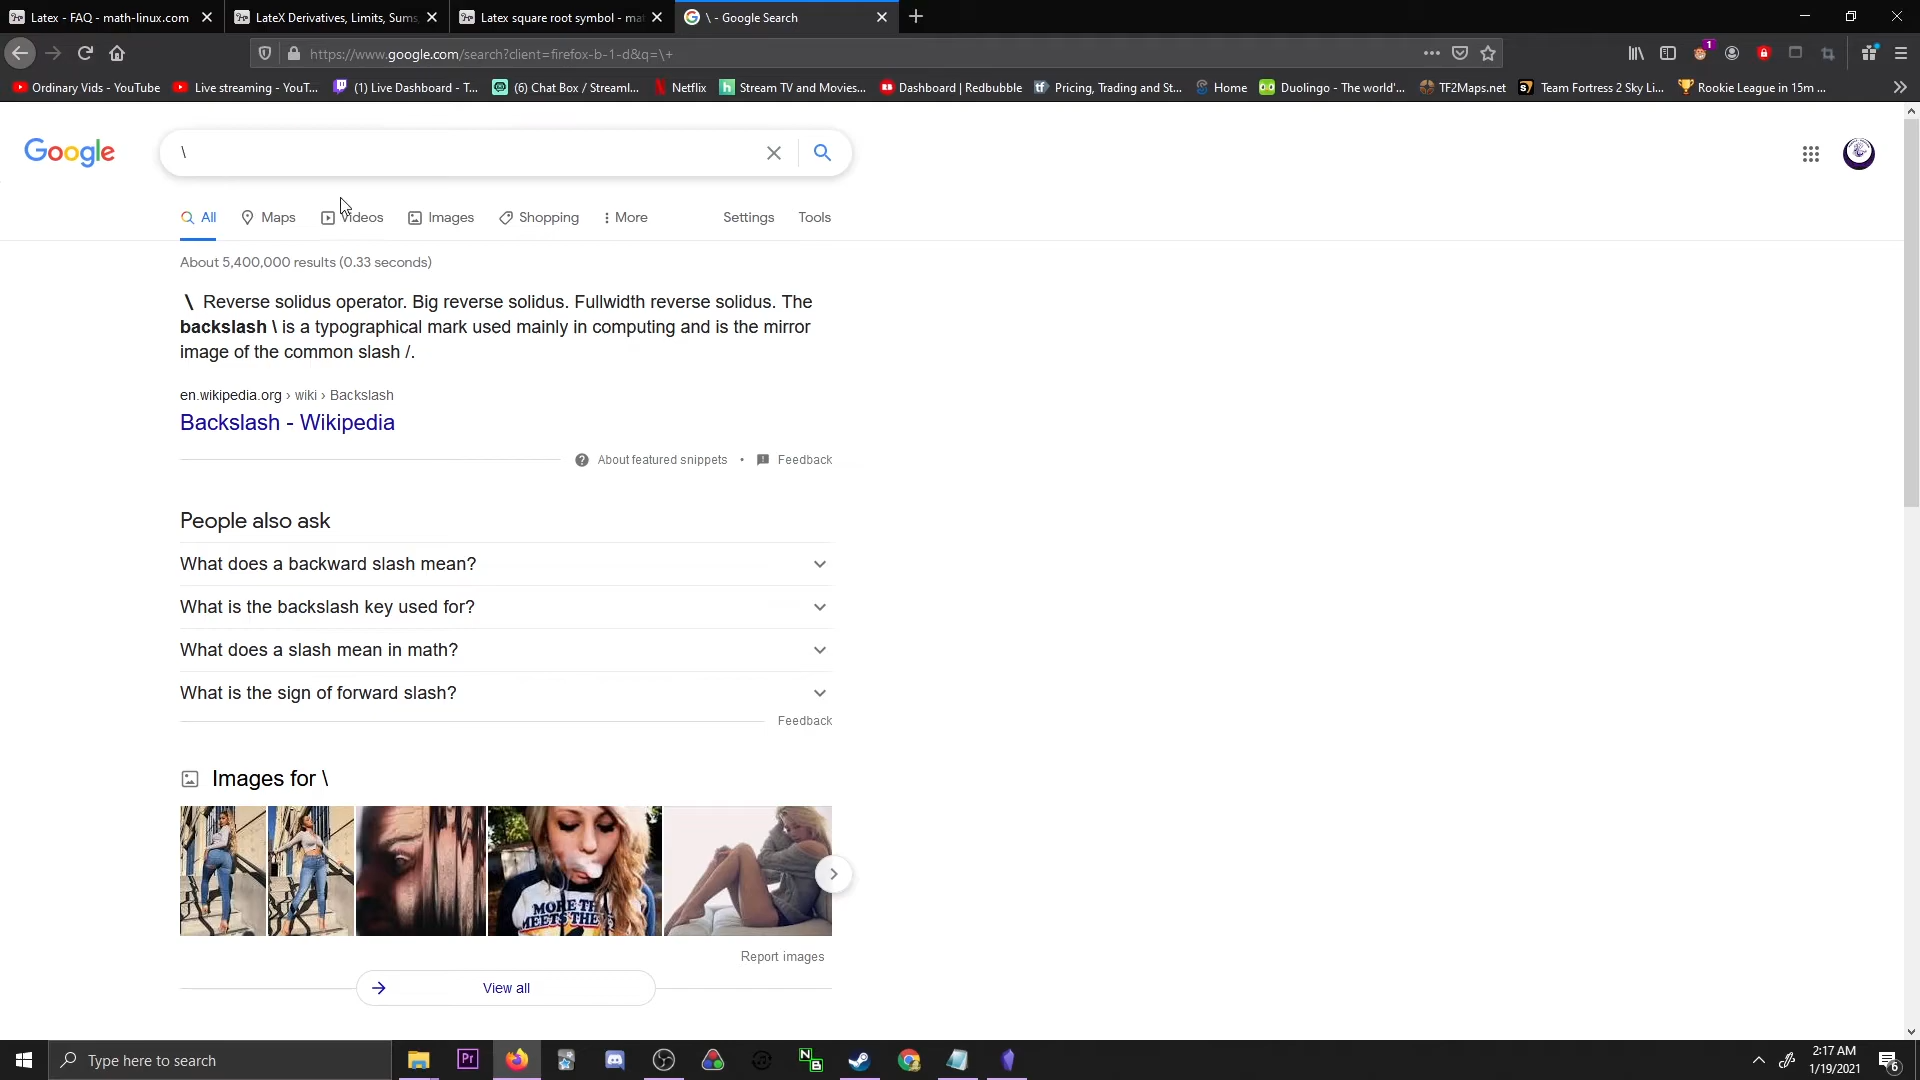 Latex - FAQ - math-linux.com
LateX Derivatives, Limits, Sums,
Latex square root symbol - mat
\ - Google Search
https://www.google.com/search?client=firefox-b-1-d&q=\+
1
Ordinary Vids - YouTube
Live streaming - YouT...
(1) Live Dashboard - T...
(6) Chat Box / Streaml...
Netflix
Stream TV and Movies...
Dashboard | Redbubble
Pricing, Trading and St...
Home
Duolingo - The world'...
TF2Maps.net
Team Fortress 2 Sky Li...
Rookie League in 15m ...
Google
\
All
Maps
Videos
Images
Shopping
More
Settings
Tools
About 5,400,000 results (0.33 seconds)
\ Reverse solidus operator. Big reverse solidus. Fullwidth reverse solidus. The
backslash \ is a typographical mark used mainly in computing and is the mirror
image of the common slash /.
en.wikipedia.org › wiki › Backslash
Backslash - Wikipedia
About featured snippets • Feedback
People also ask
What does a backward slash mean?
What is the backslash key used for?
What does a slash mean in math?
What is the sign of forward slash?
Feedback
Images for \
MORE TH
MEETS THE
Report images
View all
Type here to search
Pr
N
B
2:17 AM
1/19/2021
6